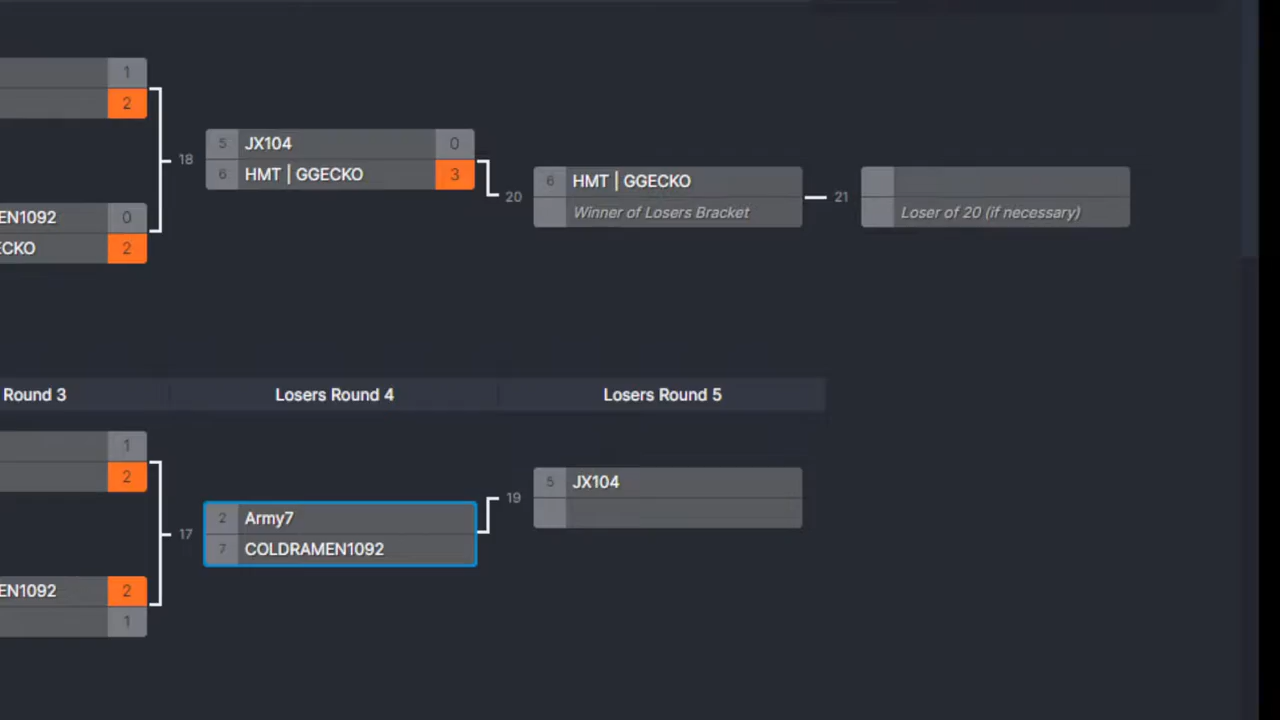 1
2
18
EN1092 0
ECKO 2
5 JX104 0
6 HMT | GGECKO 3
20
6 HMT | GGECKO
Winner of Losers Bracket
21
Loser of 20 (if necessary)
Round 3
Losers Round 4
Losers Round 5
1
2
17
EN1092 2
1
2 Army7
7 COLDRAMEN1092
19
5 JX104